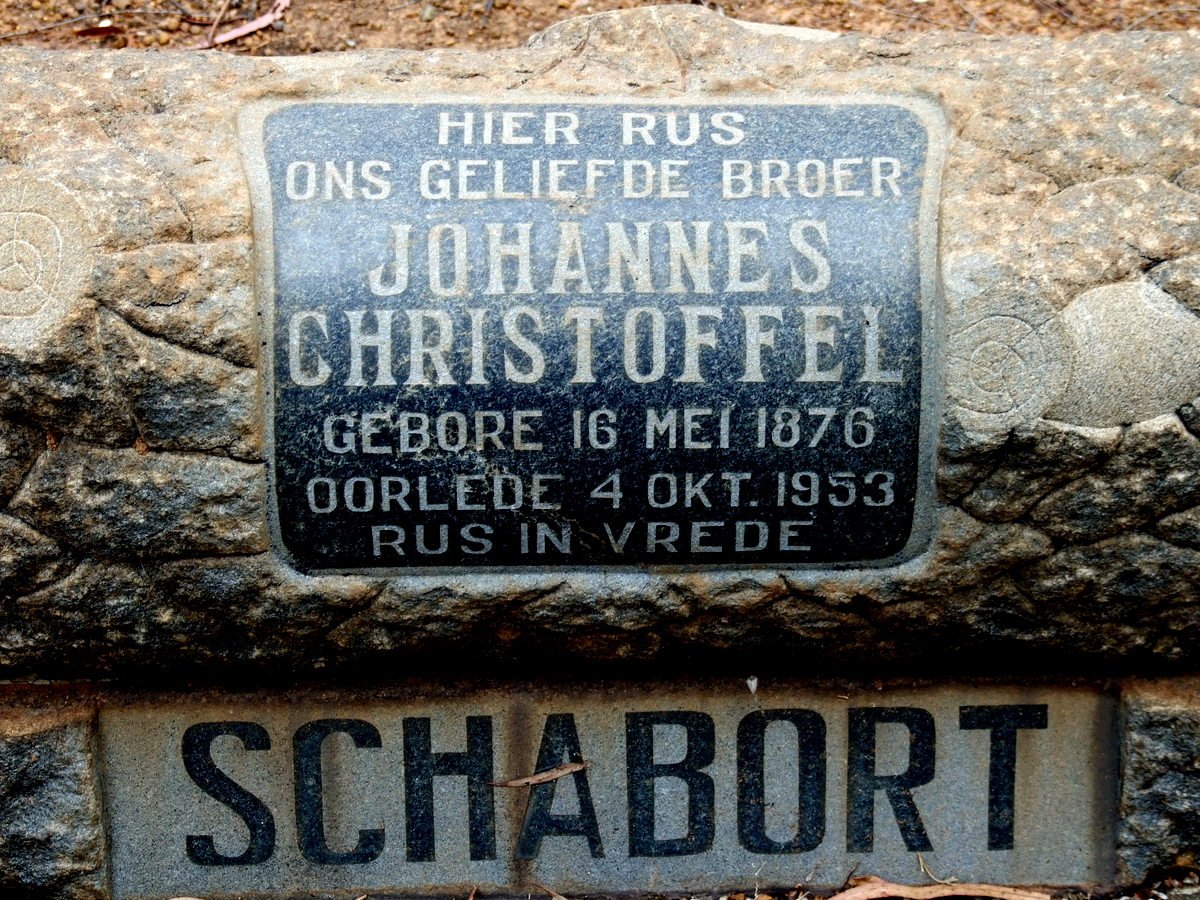 HIER RUS
ONS GELIEFDE BROER
JOHANNES
CHRISTOFFEL
GEBORE 16 MEI 1876
OORLEDE 4 OKT. 1953
RUS IN VREDE
SCHABORT